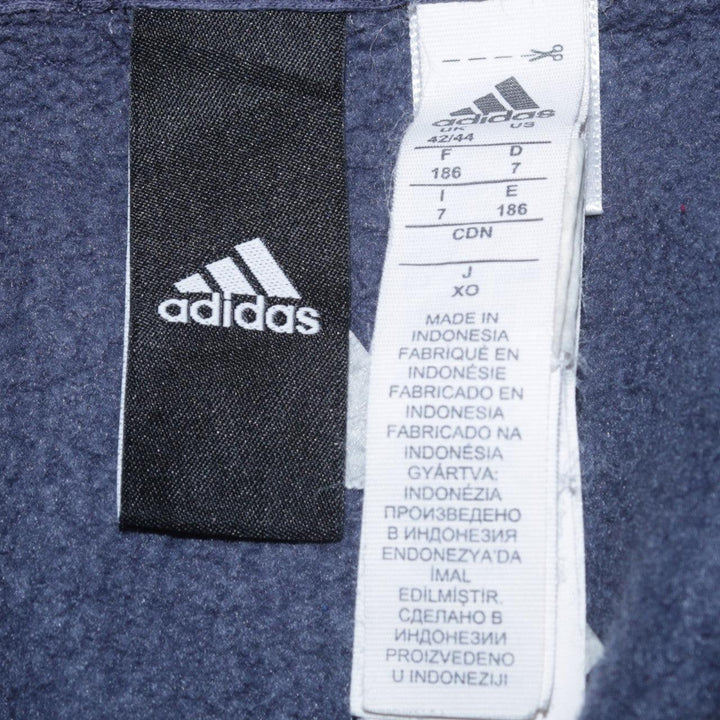 adidas
adidas
UK US
42/44
F D
186 7
I E
7 186
CDN
J
XO
MADE IN
INDONESIA
FABRIQUÉ EN
INDONÉSIE
FABRICADO EN
INDONESIA
FABRICADO NA
INDONÉSIA
GYÁRTVA:
INDONÉZIA
ПРОИЗВЕДЕНО
В ИНДОНЕЗИЯ
ENDONEZYA'DA
İMAL
EDİLMİŞTİR.
СДЕЛАНО В
ИНДОНЕЗИИ
PROIZVEDENO
U INDONEZIJI